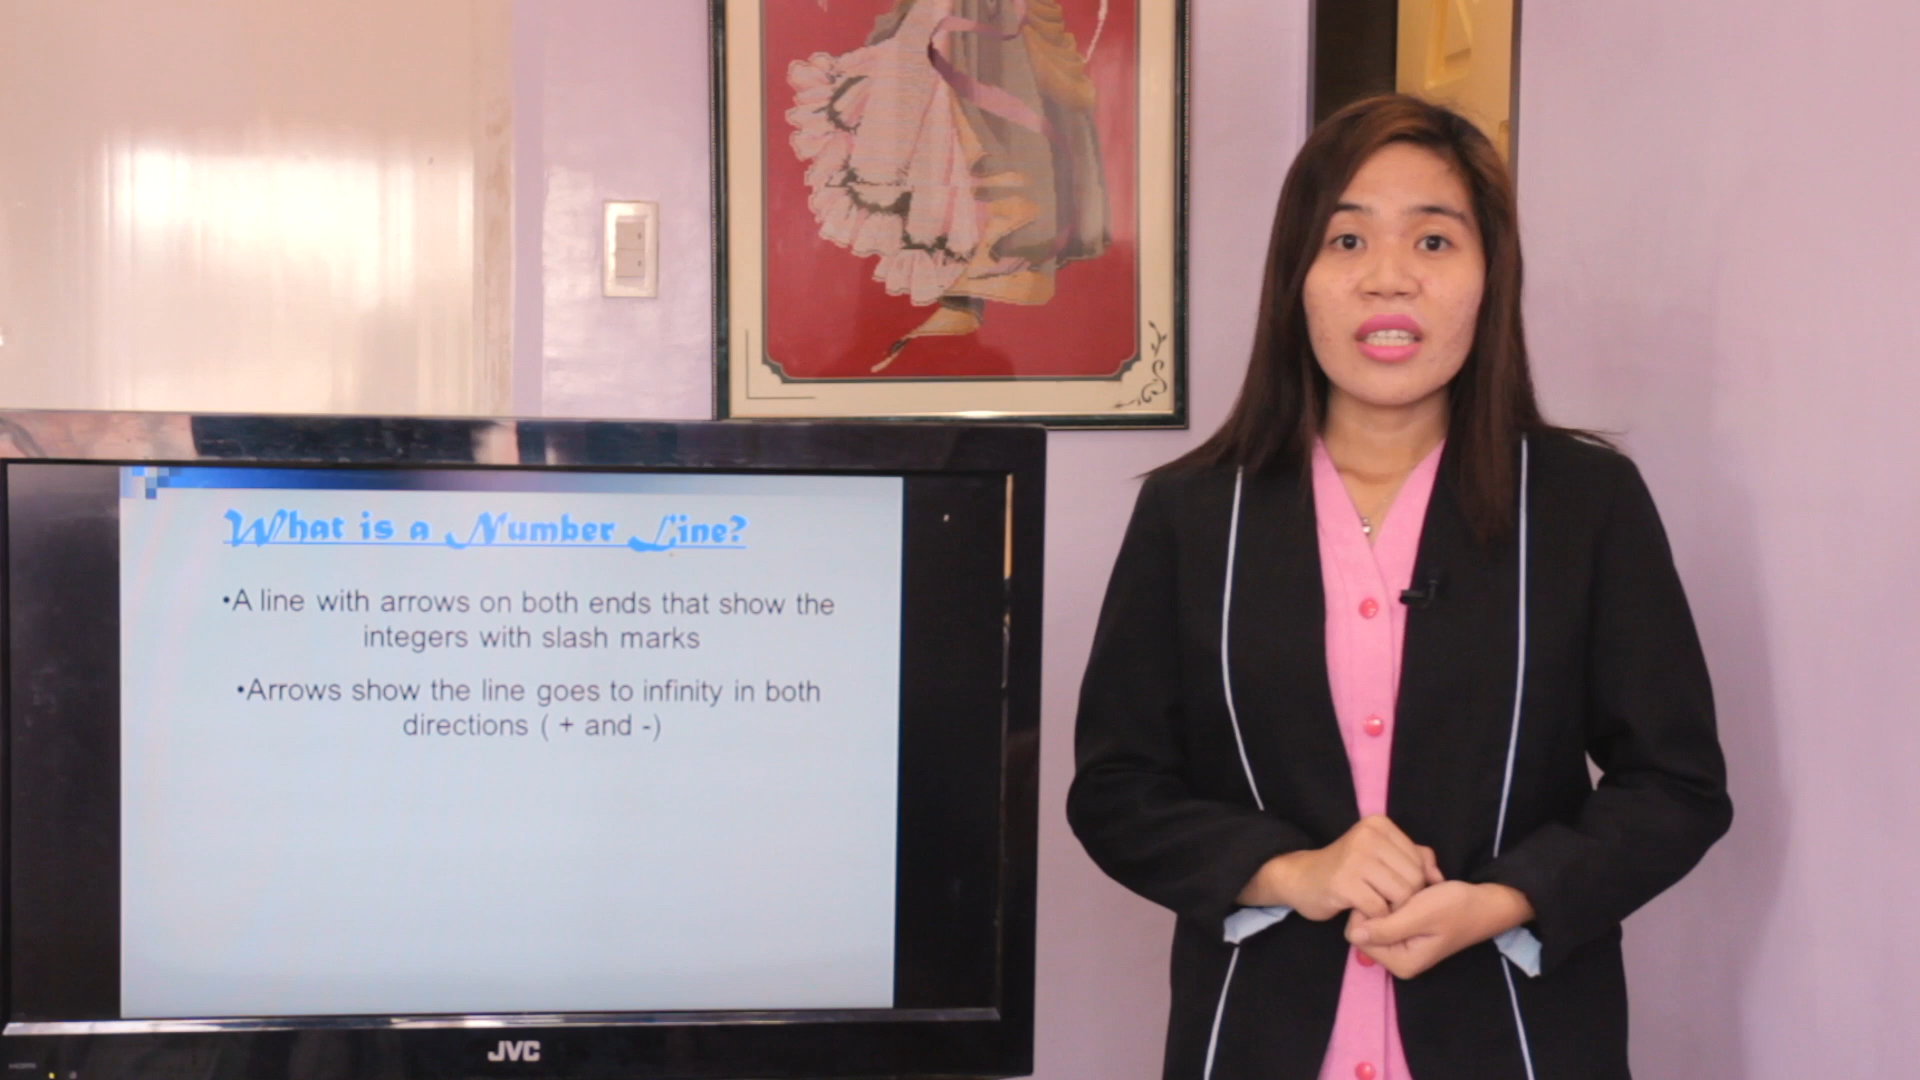 What is a Number Line?
•A line with arrows on both ends that show the
integers with slash marks
•Arrows show the line goes to infinity in both
directions ( + and -)
JVC